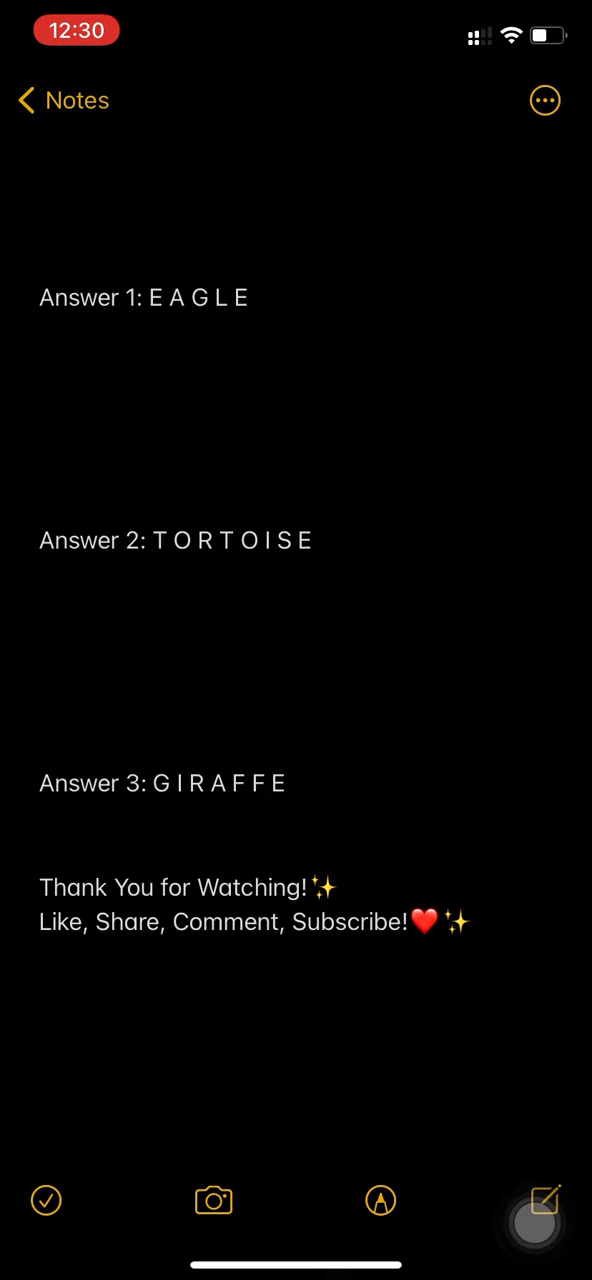 12:30
Notes
Answer 1: E A G L E
Answer 2: T O R T O I S E
Answer 3: G I R A F F E
Thank You for Watching!✨
Like, Share, Comment, Subscribe!❤️✨